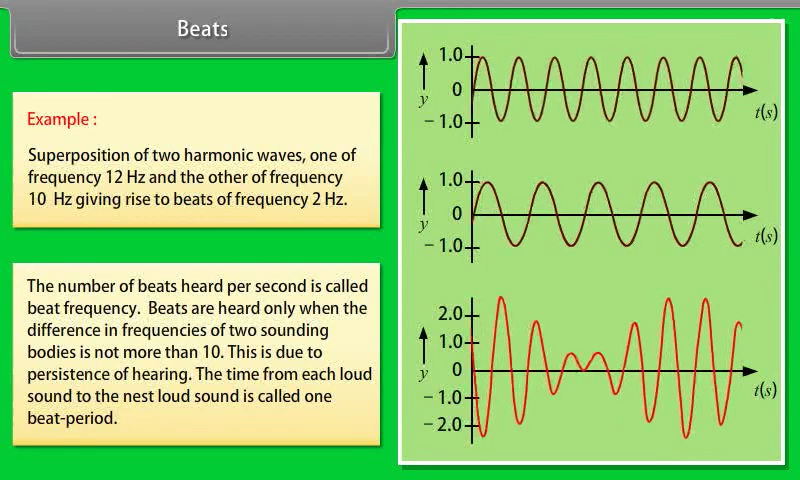 Beats
Example :
Superposition of two harmonic waves, one of
frequency 12 Hz and the other of frequency
10 Hz giving rise to beats of frequency 2 Hz.
The number of beats heard per second is called
beat frequency. Beats are heard only when the
difference in frequencies of two sounding
bodies is not more than 10. This is due to
persistence of hearing. The time from each loud
sound to the nest loud sound is called one
beat-period.
1.0
0
y
– 1.0
t(s)
1.0
0
y
– 1.0
t(s)
2.0
1.0
0
y
– 1.0
– 2.0
t(s)